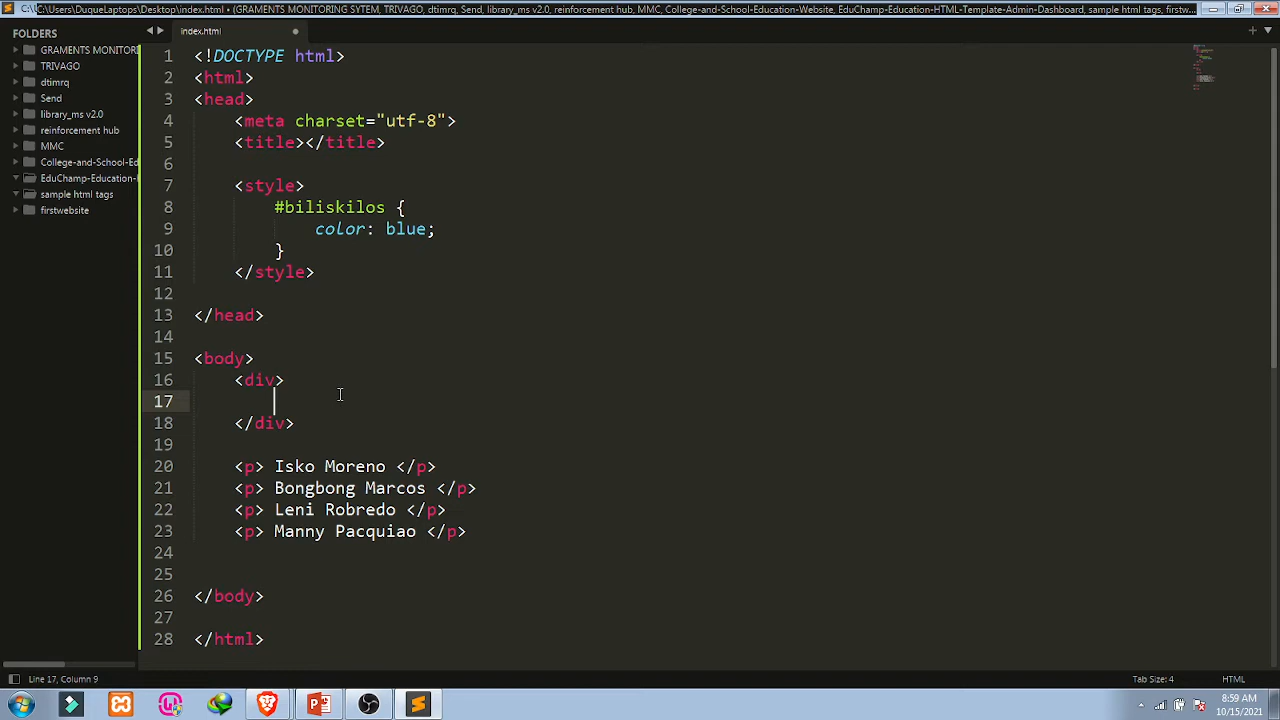 C:\Users\DuqueLaptops\Desktop\index.html • (GRAMENTS MONITORING SYTEM, TRIVAGO, dtimrq, Send, library_ms v2.0, reinforcement hub, MMC, College-and-School-Education-Website, EduChamp-Education-HTML-Template-Admin-Dashboard, sample html tags, firstw...
FOLDERS
GRAMENTS MONITORI
TRIVAGO
dtimrq
Send
library_ms v2.0
reinforcement hub
MMC
College-and-School-Ed
EduChamp-Education-
sample html tags
firstwebsite
index.html
1 <!DOCTYPE html>
2 <html>
3 <head>
4 <meta charset="utf-8">
5 <title></title>
6
7 <style>
8 #biliskilos {
9 color: blue;
10 }
11 </style>
12
13 </head>
14
15 <body>
16 <div>
17
18 </div>
19
20 <p> Isko Moreno </p>
21 <p> Bongbong Marcos </p>
22 <p> Leni Robredo </p>
23 <p> Manny Pacquiao </p>
24
25
26 </body>
27
28 </html>
Line 17, Column 9
Tab Size: 4
HTML
8:59 AM
10/15/2021